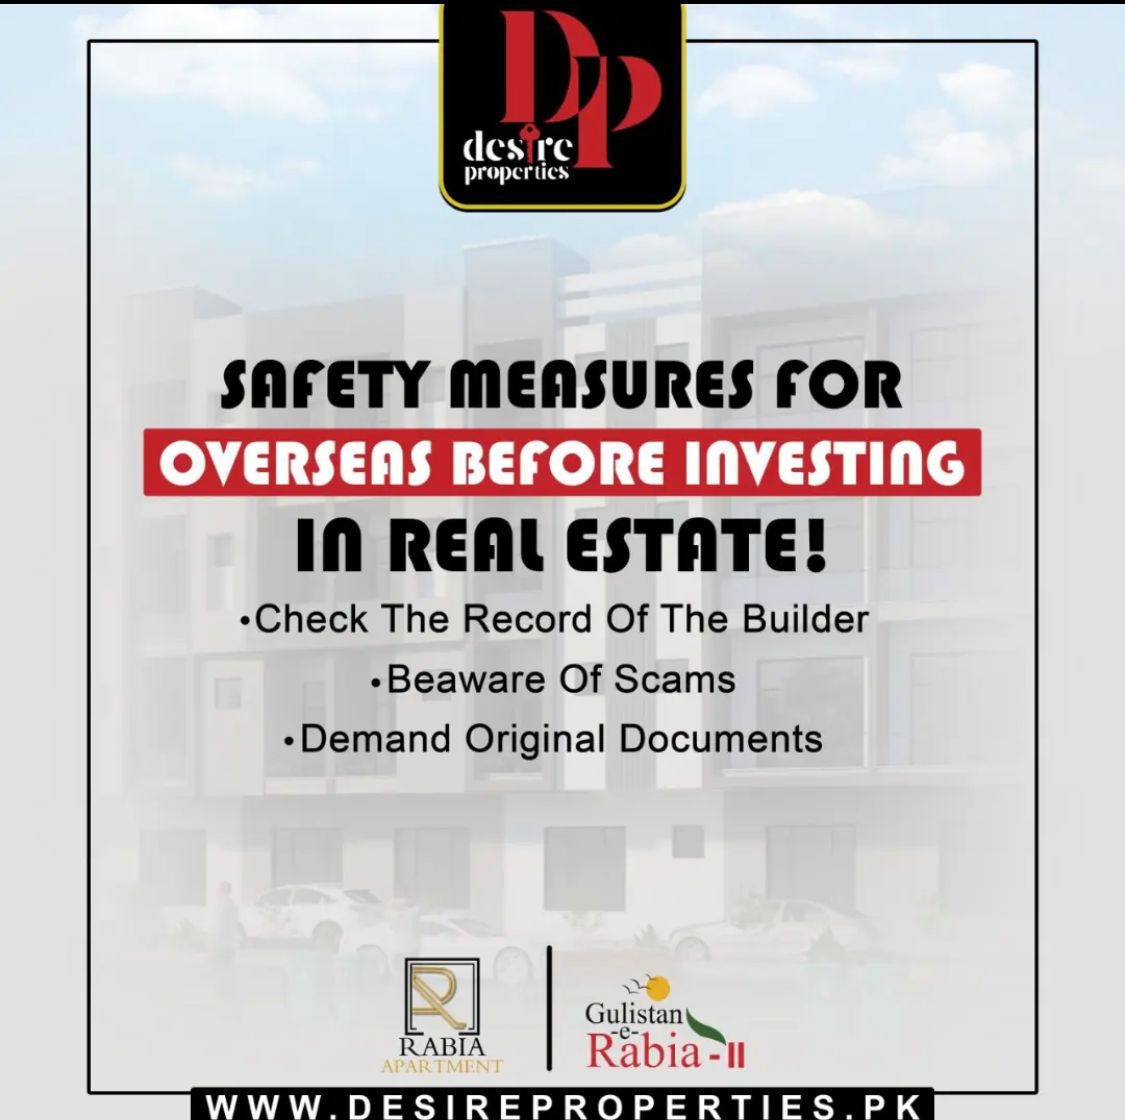 DP
desire
properties
SAFETY MEASURES FOR
OVERSEAS BEFORE INVESTING
IN REAL ESTATE!
•Check The Record Of The Builder
•Beaware Of Scams
•Demand Original Documents
R
RABIA
APARTMENT
Gulistan
-e-
Rabia - II
WWW.DESIREPROPERTIES.PK